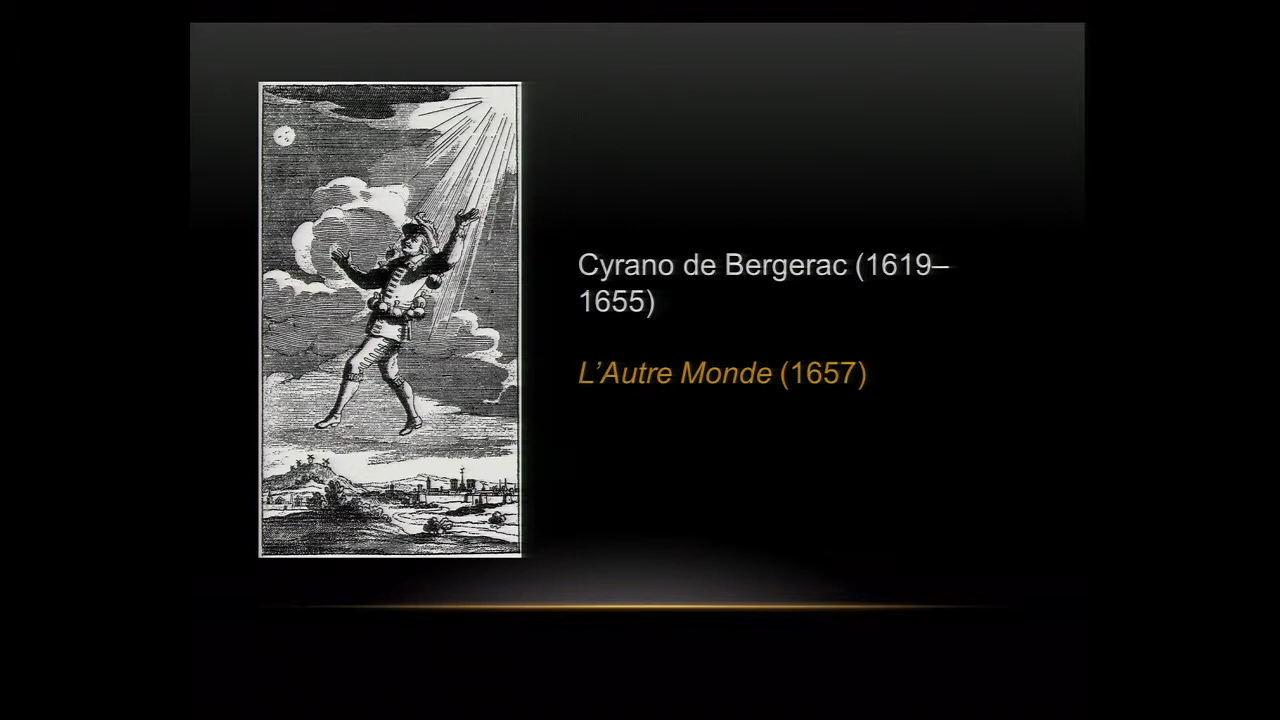 Cyrano de Bergerac (1619–
1655)
L’Autre Monde (1657)